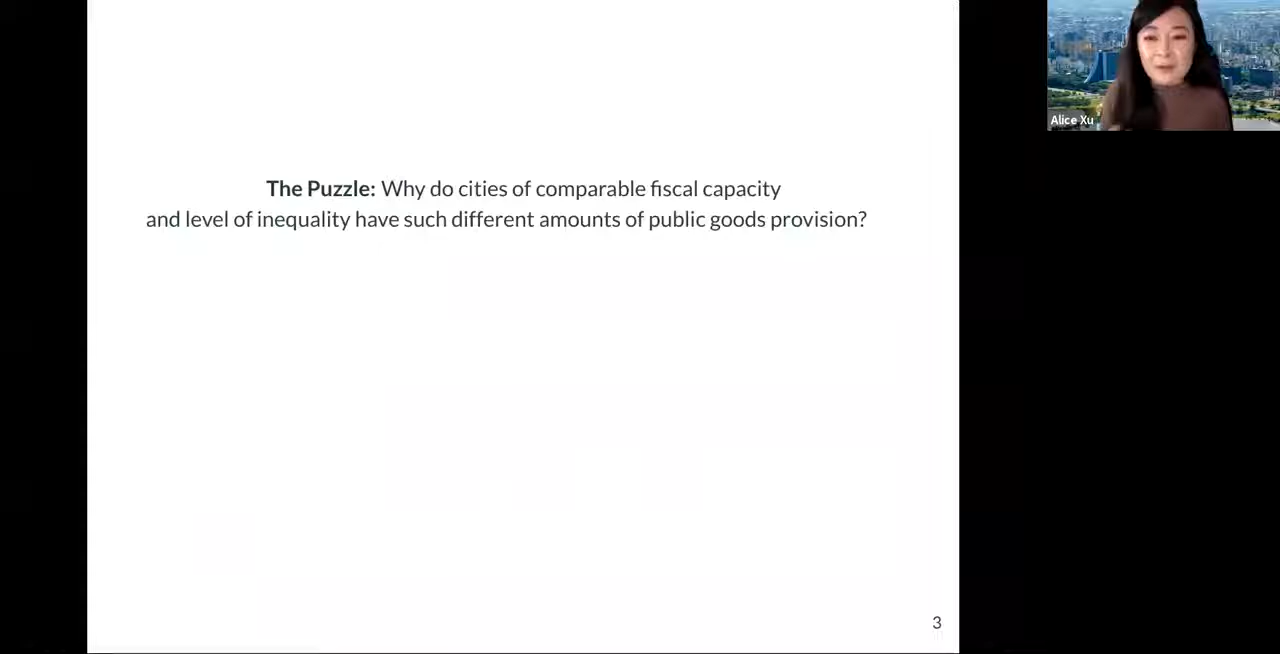 The Puzzle: Why do cities of comparable fiscal capacity
and level of inequality have such different amounts of public goods provision?
3
Alice Xu